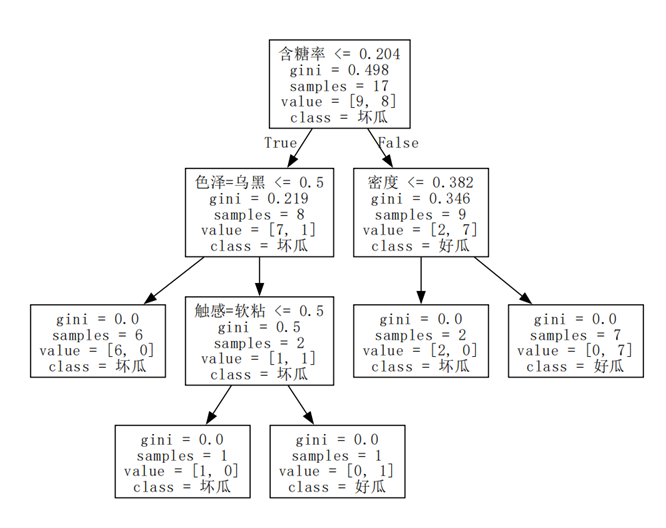 含糖率 <= 0.204
gini = 0.498
samples = 17
value = [9, 8]
class = 坏瓜
True
False
色泽=乌黑 <= 0.5
gini = 0.219
samples = 8
value = [7, 1]
class = 坏瓜
密度 <= 0.382
gini = 0.346
samples = 9
value = [2, 7]
class = 好瓜
gini = 0.0
samples = 6
value = [6, 0]
class = 坏瓜
触感=软粘 <= 0.5
gini = 0.5
samples = 2
value = [1, 1]
class = 坏瓜
gini = 0.0
samples = 2
value = [2, 0]
class = 坏瓜
gini = 0.0
samples = 7
value = [0, 7]
class = 好瓜
gini = 0.0
samples = 1
value = [1, 0]
class = 坏瓜
gini = 0.0
samples = 1
value = [0, 1]
class = 好瓜